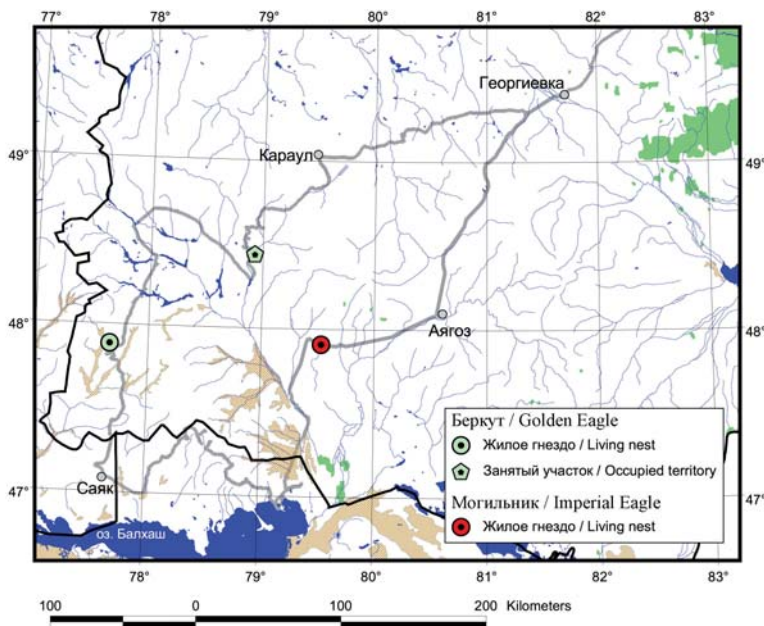 77° 78° 79° 80° 81° 82° 83°
Георгиевка
49° Караул 49°
48° Аягоз 48°
Беркут / Golden Eagle
Жилое гнездо / Living nest
Занятый участок / Occupied territory
Могильник / Imperial Eagle
Жилое гнездо / Living nest
47° Саяк 47°
оз. Балхаш
78° 79° 80° 81° 82° 83°
100 0 100 200 Kilometers